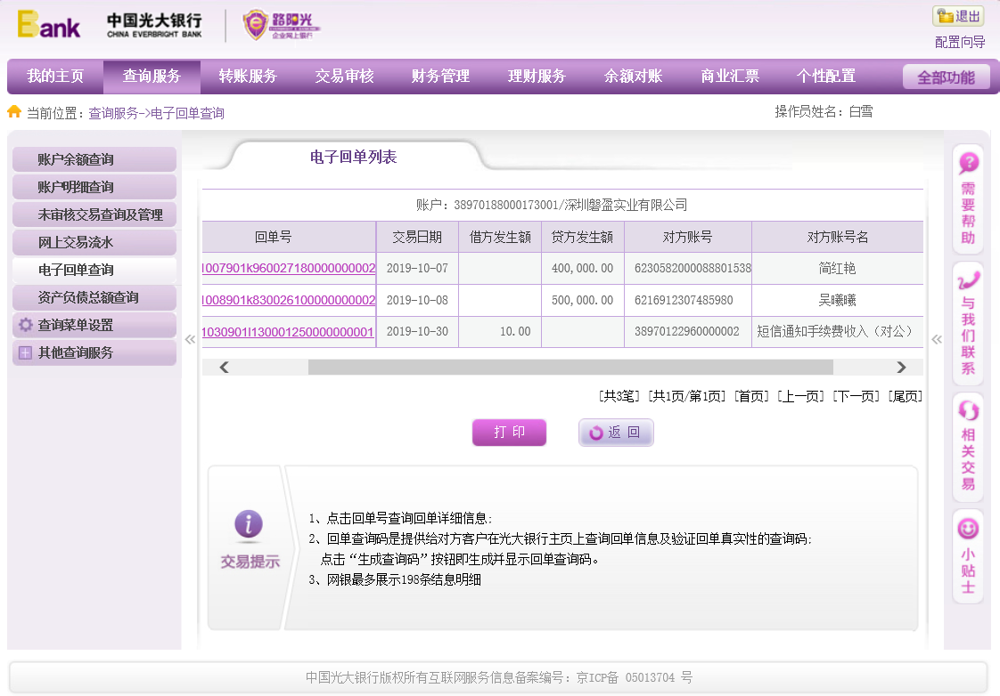 Bank 中国光大银行 CHINA EVERBRIGHT BANK 阳光 企业网上银行
退出
配置向导
我的主页 查询服务 转账服务 交易审核 财务管理 理财服务 余额对账 商业汇票 个性配置 全部功能
当前位置：查询服务->电子回单查询 操作员姓名：白雪
账户余额查询
账户明细查询
未审核交易查询及管理
网上交易流水
电子回单查询
资产负债总额查询
查询菜单设置
其他查询服务
电子回单列表
账户：38970188000173001/深圳磐盈实业有限公司
回单号 交易日期 借方发生额 贷方发生额 对方账号 对方账号名
1007901k960027180000000002 2019-10-07 400,000.00 6230582000088801538 简红艳
1008901k830026100000000002 2019-10-08 500,000.00 6216912307485980 吴曦曦
1030901l130001250000000001 2019-10-30 10.00 38970122960000002 短信通知手续费收入（对公）
[共3笔] [共1页/第1页] [首页] [上一页] [下一页] [尾页]
打 印 返 回
交易提示
1、点击回单号查询回单详细信息;
2、回单查询码是提供给对方客户在光大银行主页上查询回单信息及验证回单真实性的查询码;
点击“生成查询码”按钮即生成并显示回单查询码。
3、网银最多展示198条结息明细
需要帮助
与我们联系
相关交易
小贴士
中国光大银行版权所有互联网服务信息备案编号：京ICP备 05013704 号